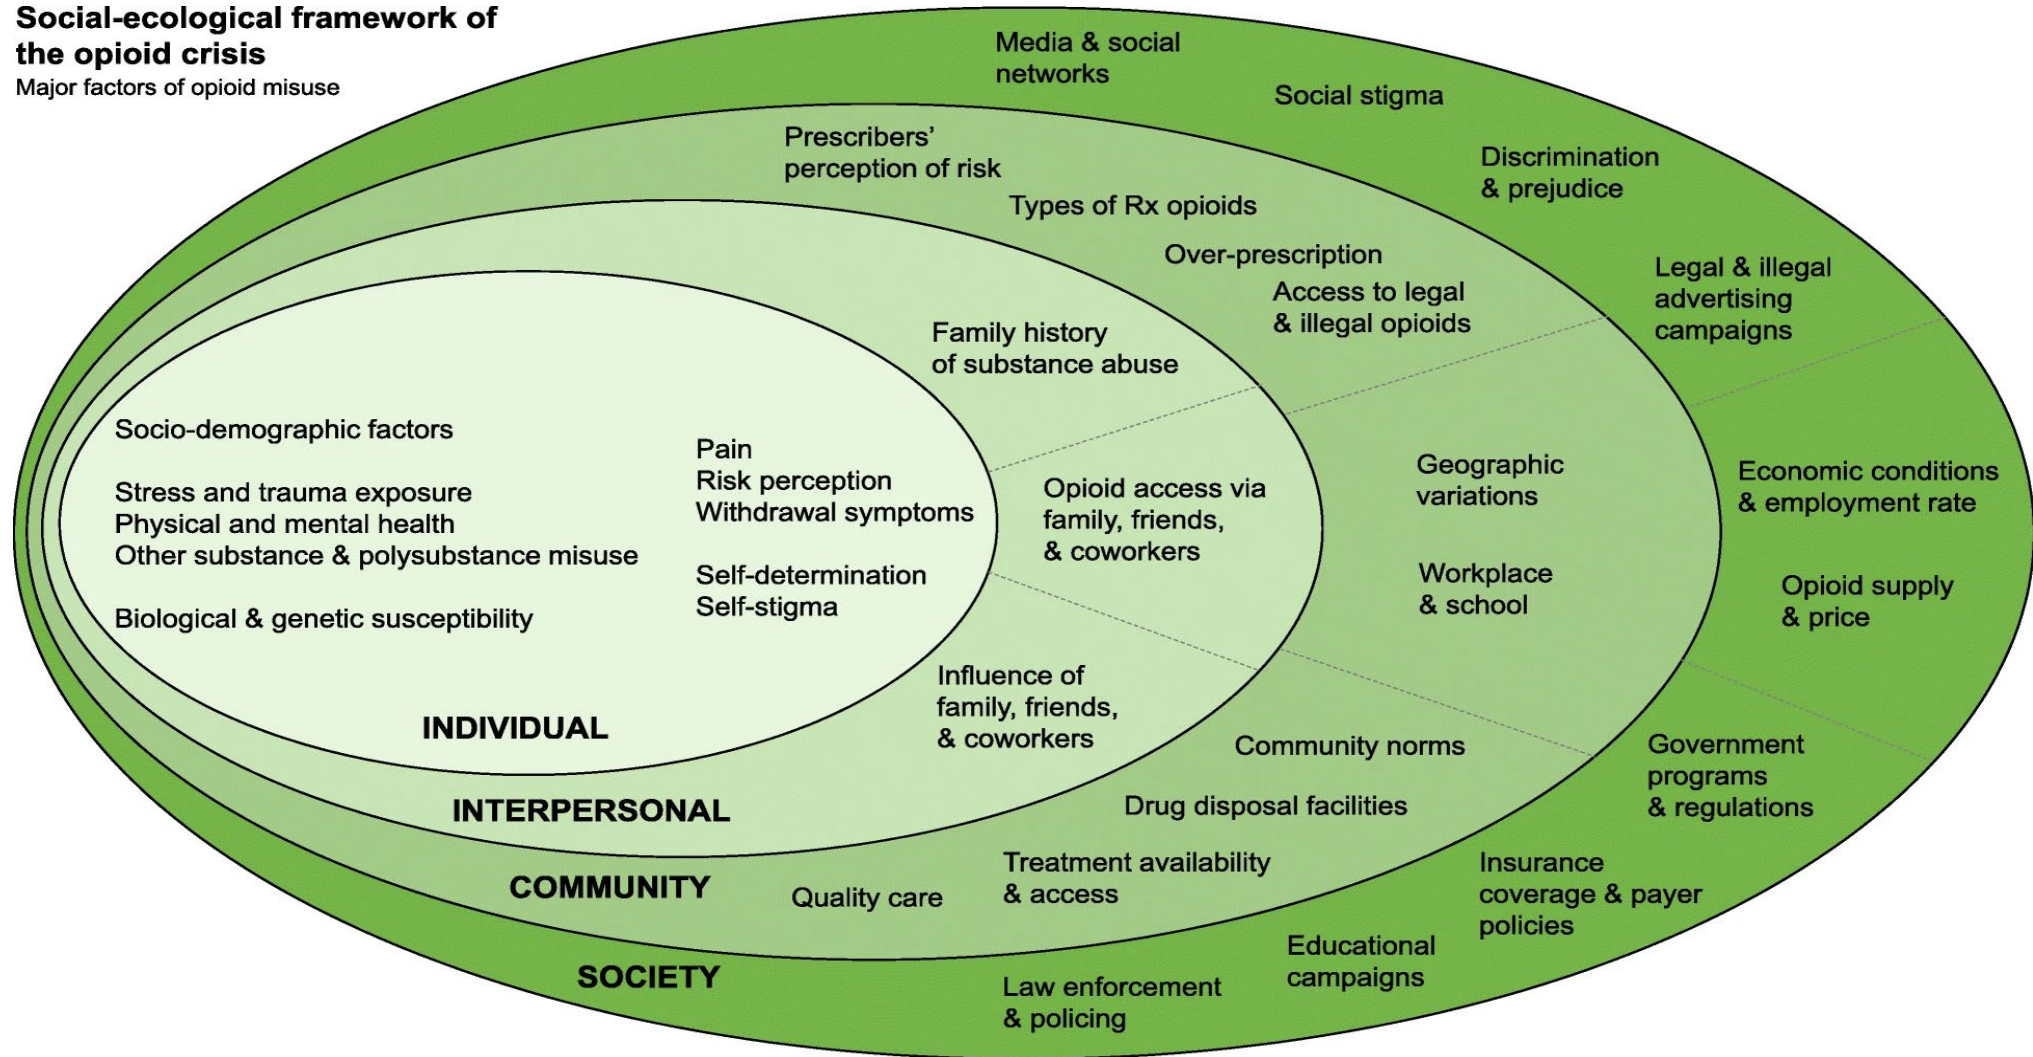 Social-ecological framework of
the opioid crisis
Major factors of opioid misuse
Media & social
networks
Social stigma
Discrimination
& prejudice
Legal & illegal
advertising
campaigns
Prescribers’
perception of risk
Types of Rx opioids
Over-prescription
Access to legal
& illegal opioids
Family history
of substance abuse
Socio-demographic factors
Stress and trauma exposure
Physical and mental health
Other substance & polysubstance misuse
Biological & genetic susceptibility
Pain
Risk perception
Withdrawal symptoms
Self-determination
Self-stigma
INDIVIDUAL
Opioid access via
family, friends,
& coworkers
Influence of
family, friends,
& coworkers
INTERPERSONAL
Geographic
variations
Workplace
& school
Community norms
Drug disposal facilities
Treatment availability
& access
Quality care
COMMUNITY
Economic conditions
& employment rate
Opioid supply
& price
Government
programs
& regulations
Insurance
coverage & payer
policies
Educational
campaigns
Law enforcement
& policing
SOCIETY